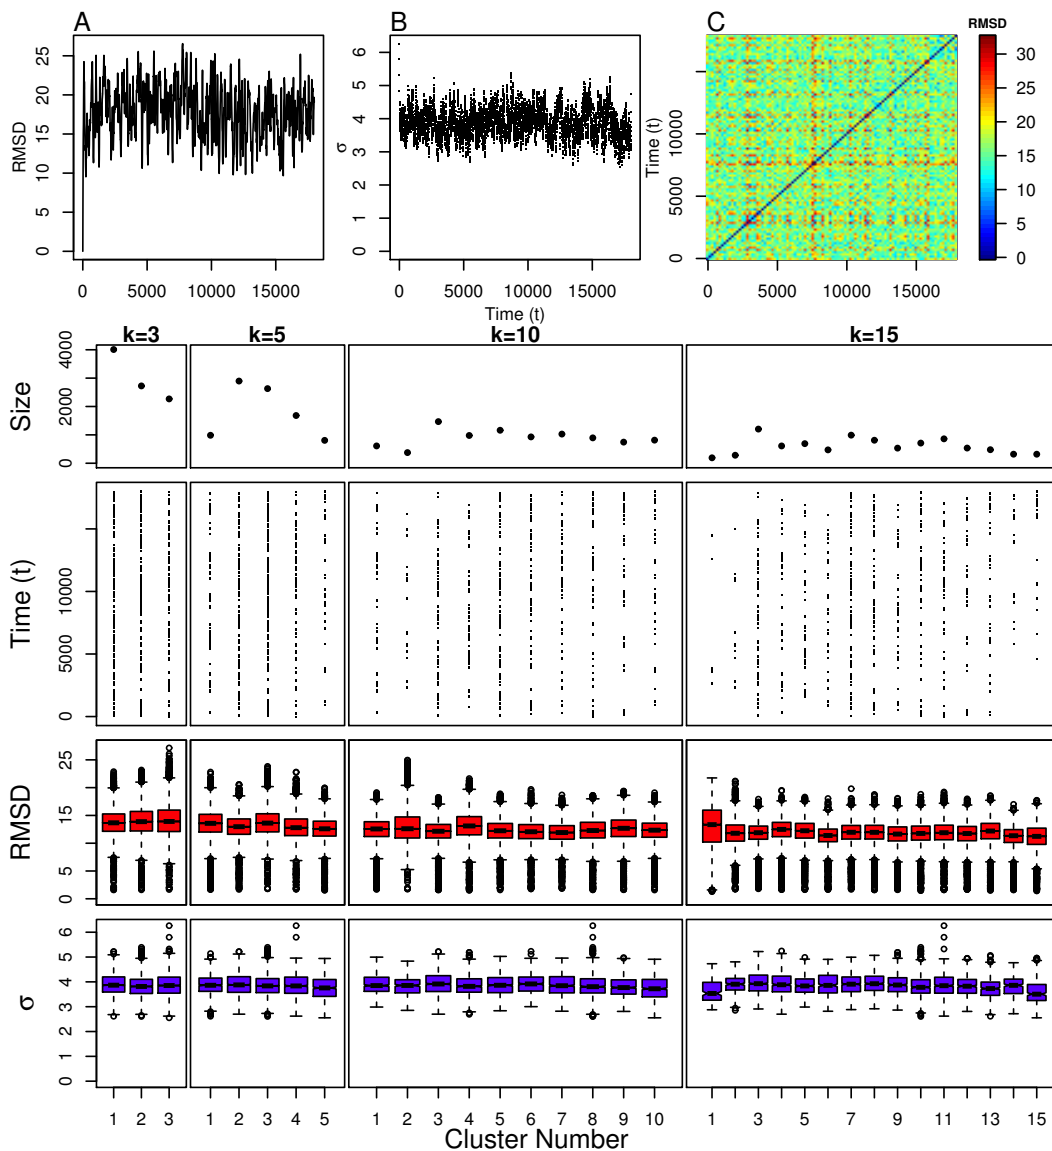 A
B
C
RMSD
RMSD
0 5 10 15 20 25
0 5000 10000 15000
σ
0 1 2 3 4 5 6
0 5000 10000 15000
Time (t)
Time (t)
0 5000 10000
0 5000 10000 15000
0 5 10 15 20 25 30
k=3 k=5 k=10 k=15
Size
0 2000 4000
Time (t)
0 5000 10000
RMSD
0 5 15 25
σ
0 1 2 3 4 5 6
1 2 3 1 2 3 4 5 1 2 3 4 5 6 7 8 9 10 1 3 5 7 9 11 13 15
Cluster Number